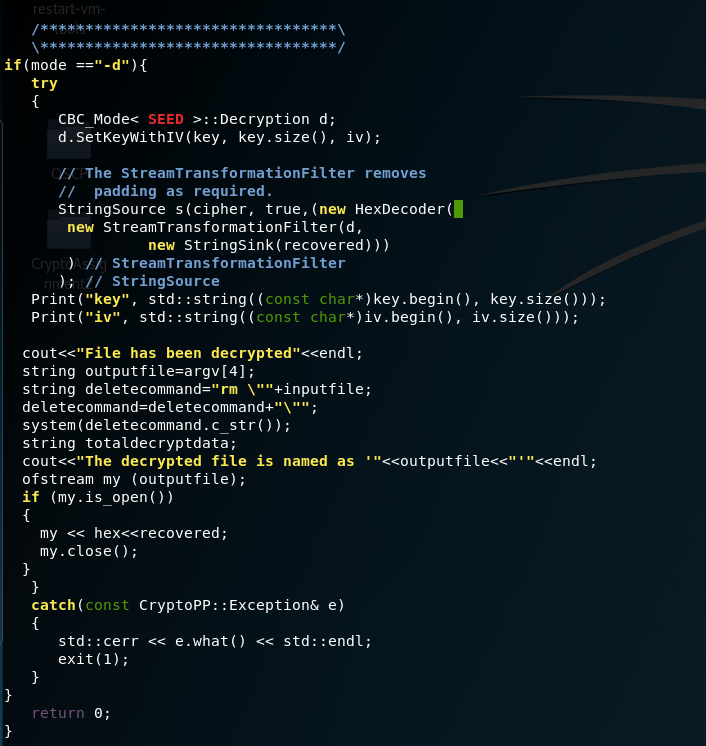 restart-vm-
tools
/*********************************\
\*********************************/
if(mode =="-d"){
try
{
CBC_Mode< SEED >::Decryption d;
d.SetKeyWithIV(key, key.size(), iv);
// The StreamTransformationFilter removes
//  padding as required.
StringSource s(cipher, true,(new HexDecoder(
new StreamTransformationFilter(d,
new StringSink(recovered)))
) // StreamTransformationFilter
); // StringSource
CryptoAssig
nment2
Print("key", std::string((const char*)key.begin(), key.size()));
Print("iv", std::string((const char*)iv.begin(), iv.size()));
cout<<"File has been decrypted"<<endl;
string outputfile=argv[4];
string deletecommand="rm \""+inputfile;
deletecommand=deletecommand+"\"";
system(deletecommand.c_str());
string totaldecryptdata;
cout<<"The decrypted file is named as '"<<outputfile<<"'"<<endl;
ofstream my (outputfile);
if (my.is_open())
{
my << hex<<recovered;
my.close();
}
}
catch(const CryptoPP::Exception& e)
{
std::cerr << e.what() << std::endl;
exit(1);
}
}
return 0;
}